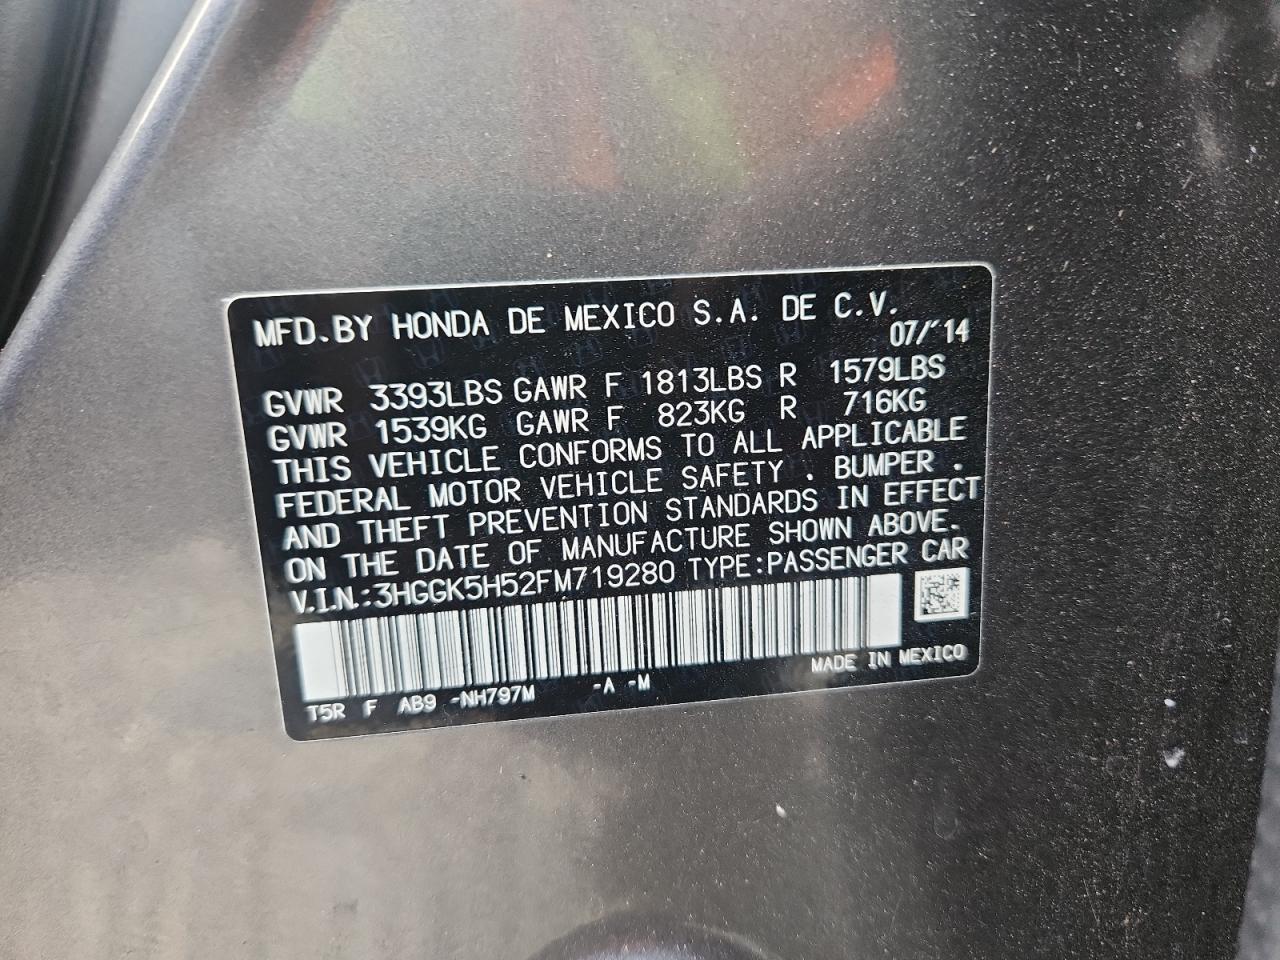 MFD.BY HONDA DE MEXICO S.A. DE C.V.
07/'14
GVWR 3393LBS GAWR F 1813LBS R 1579LBS
GVWR 1539KG GAWR F 823KG R 716KG
THIS VEHICLE CONFORMS TO ALL APPLICABLE
FEDERAL MOTOR VEHICLE SAFETY , BUMPER ,
AND THEFT PREVENTION STANDARDS IN EFFECT
ON THE DATE OF MANUFACTURE SHOWN ABOVE.
V.I.N.:3HGGK5H52FM719280 TYPE:PASSENGER CAR
MADE IN MEXICO
T5R F AB9 -NH797M -A -M